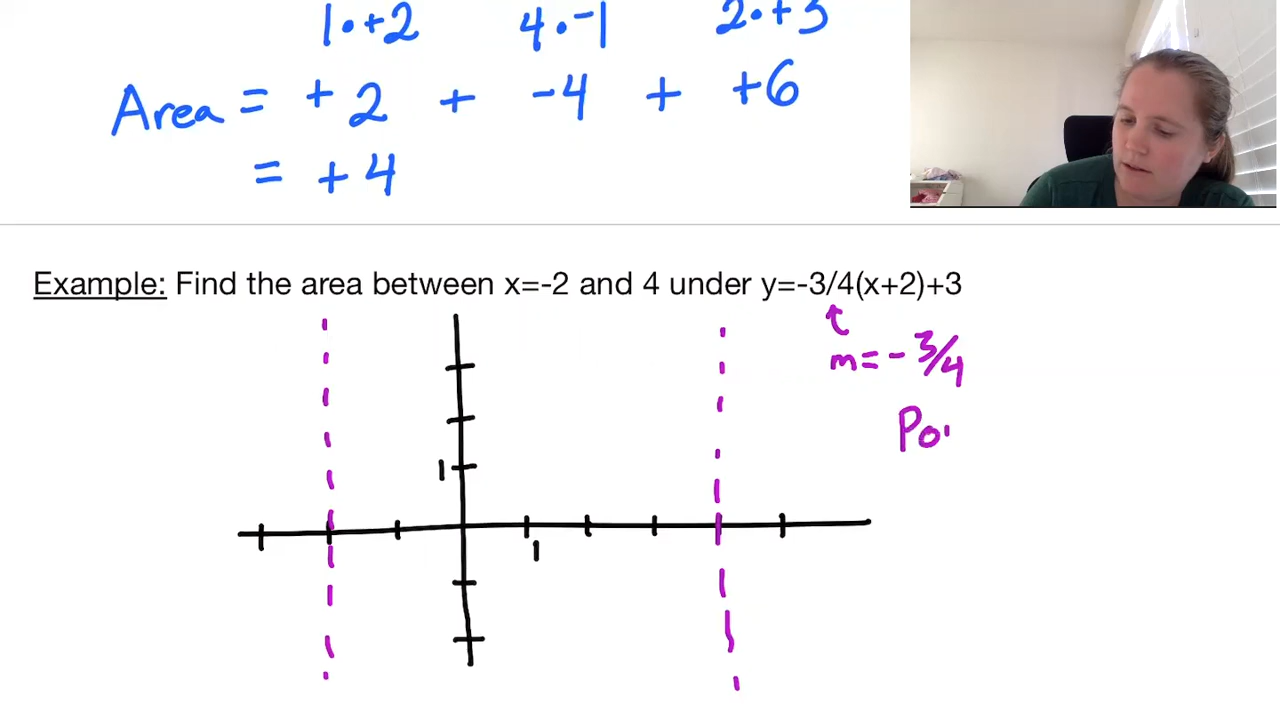 1•+2 4•-1 2•+3
Area = +2 + -4 + +6
= +4
Example: Find the area between x=-2 and 4 under y=-3/4(x+2)+3
m=-3/4
1
1